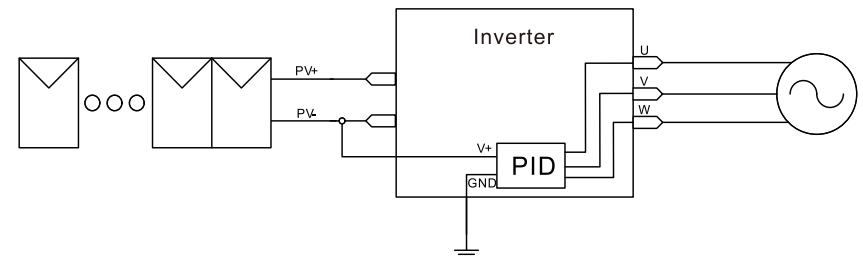 Inverter
U
PV+
V
PV-
W
V+
PID
GND